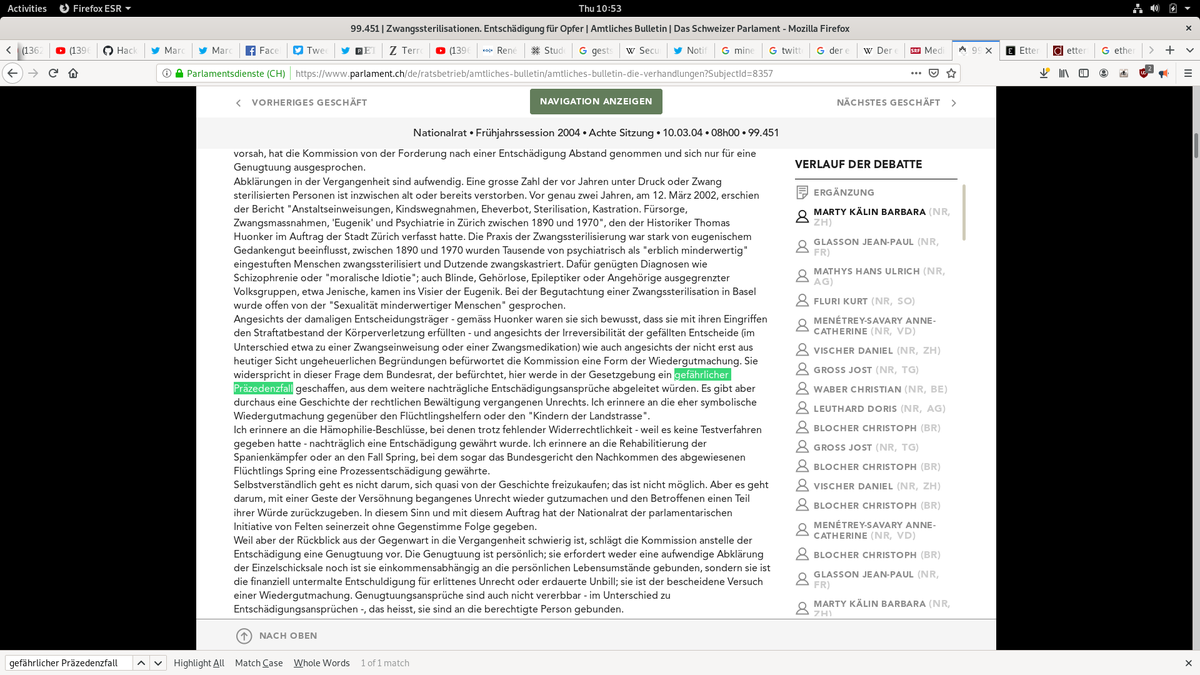 Activities
Firefox ESR
Thu 10:53
99.451 | Zwangssterilisationen. Entschädigung für Opfer | Amtliches Bulletin | Das Schweizer Parlament - Mozilla Firefox
(136
(139
Hack
Marc
Marc
Face
Twe
Terr
(139
René
Stud
gest
Secu
Notif
mine
twitt
der e
Der
Medi
99
Etter
etter
ethe
Parlamentsdienste (CH)
https://www.parlament.ch/de/ratsbetrieb/amtliches-bulletin/amtliches-bulletin-die-verhandlungen?SubjectId=8357
2
VORHERIGES GESCHÄFT
NAVIGATION ANZEIGEN
NÄCHSTES GESCHÄFT
Nationalrat • Frühjahrssession 2004 • Achte Sitzung • 10.03.04 • 08h00 • 99.451
vorsah, hat die Kommission von der Forderung nach einer Entschädigung Abstand genommen und sich nur für eine
Genugtuung ausgesprochen.
Abklärungen in der Vergangenheit sind aufwendig. Eine grosse Zahl der vor Jahren unter Druck oder Zwang
sterilisierten Personen ist inzwischen alt oder bereits verstorben. Vor genau zwei Jahren, am 12. März 2002, erschien
der Bericht "Anstaltseinweisungen, Kindswegnahmen, Eheverbot, Sterilisation, Kastration. Fürsorge,
Zwangsmassnahmen, 'Eugenik' und Psychiatrie in Zürich zwischen 1890 und 1970", den der Historiker Thomas
Huonker im Auftrag der Stadt Zürich verfasst hatte. Die Praxis der Zwangssterilisierung war stark von eugenischem
Gedankengut beeinflusst, zwischen 1890 und 1970 wurden Tausende von psychiatrisch als "erblich minderwertig"
eingestuften Menschen zwangssterilisiert und Dutzende zwangskastriert. Dafür genügten Diagnosen wie
Schizophrenie oder "moralische Idiotie"; auch Blinde, Gehörlose, Epileptiker oder Angehörige ausgegrenzter
Volksgruppen, etwa Jenische, kamen ins Visier der Eugenik. Bei der Begutachtung einer Zwangssterilisation in Basel
wurde offen von der "Sexualität minderwertiger Menschen" gesprochen.
Angesichts der damaligen Entscheidungsträger - gemäss Huonker waren sie sich bewusst, dass sie mit ihren Eingriffen
den Straftatbestand der Körperverletzung erfüllten - und angesichts der Irreversibilität der gefällten Entscheide (im
Unterschied etwa zu einer Zwangseinweisung oder einer Zwangsmedikation) wie auch angesichts der nicht erst aus
heutiger Sicht ungeheuerlichen Begründungen befürwortet die Kommission eine Form der Wiedergutmachung. Sie
widerspricht in dieser Frage dem Bundesrat, der befürchtet, hier werde in der Gesetzgebung ein gefährlicher
Präzedenzfall geschaffen, aus dem weitere nachträgliche Entschädigungsansprüche abgeleitet würden. Es gibt aber
durchaus eine Geschichte der rechtlichen Bewältigung vergangenen Unrechts. Ich erinnere an die eher symbolische
Wiedergutmachung gegenüber den Flüchtlingshelfern oder den "Kindern der Landstrasse".
Ich erinnere an die Hämophilie-Beschlüsse, bei denen trotz fehlender Widerrechtlichkeit - weil es keine Testverfahren
gegeben hatte - nachträglich eine Entschädigung gewährt wurde. Ich erinnere an die Rehabilitierung der
Spanienkämpfer oder an den Fall Spring, bei dem sogar das Bundesgericht den Nachkommen des abgewiesenen
Flüchtlings Spring eine Prozessentschädigung gewährte.
Selbstverständlich geht es nicht darum, sich quasi von der Geschichte freizukaufen; das ist nicht möglich. Aber es geht
darum, mit einer Geste der Versöhnung begangenes Unrecht wieder gutzumachen und den Betroffenen einen Teil
ihrer Würde zurückzugeben. In diesem Sinn und mit diesem Auftrag hat der Nationalrat der parlamentarischen
Initiative von Felten seinerzeit ohne Gegenstimme Folge gegeben.
Weil aber der Rückblick aus der Gegenwart in die Vergangenheit schwierig ist, schlägt die Kommission anstelle der
Entschädigung eine Genugtuung vor. Die Genugtuung ist persönlich; sie erfordert weder eine aufwendige Abklärung
der Einzelschicksale noch ist sie einkommensabhängig an die persönlichen Lebensumstände gebunden, sondern sie ist
die finanziell untermalte Entschuldigung für erlittenes Unrecht oder erdauerte Unbill; sie ist der bescheidene Versuch
einer Wiedergutmachung. Genugtuungsansprüche sind auch nicht vererbbar - im Unterschied zu
Entschädigungsansprüchen -, das heisst, sie sind an die berechtigte Person gebunden.
VERLAUF DER DEBATTE
ERGÄNZUNG
MARTY KÄLIN BARBARA (NR,
ZH)
GLASSON JEAN-PAUL (NR,
FR)
MATHYS HANS ULRICH (NR,
AG)
FLURI KURT (NR, SO)
MENÉTREY-SAVARY ANNE-
CATHERINE (NR, VD)
VISCHER DANIEL (NR, ZH)
GROSS JOST (NR, TG)
WABER CHRISTIAN (NR, BE)
LEUTHARD DORIS (NR, AG)
BLOCHER CHRISTOPH (BR)
GROSS JOST (NR, TG)
BLOCHER CHRISTOPH (BR)
VISCHER DANIEL (NR, ZH)
BLOCHER CHRISTOPH (BR)
MENÉTREY-SAVARY ANNE-
CATHERINE (NR, VD)
BLOCHER CHRISTOPH (BR)
GLASSON JEAN-PAUL (NR,
FR)
MARTY KÄLIN BARBARA (NR,
ZH)
NACH OBEN
gefährlicher Präzedenzfall
Highlight All
Match Case
Whole Words
1 of 1 match